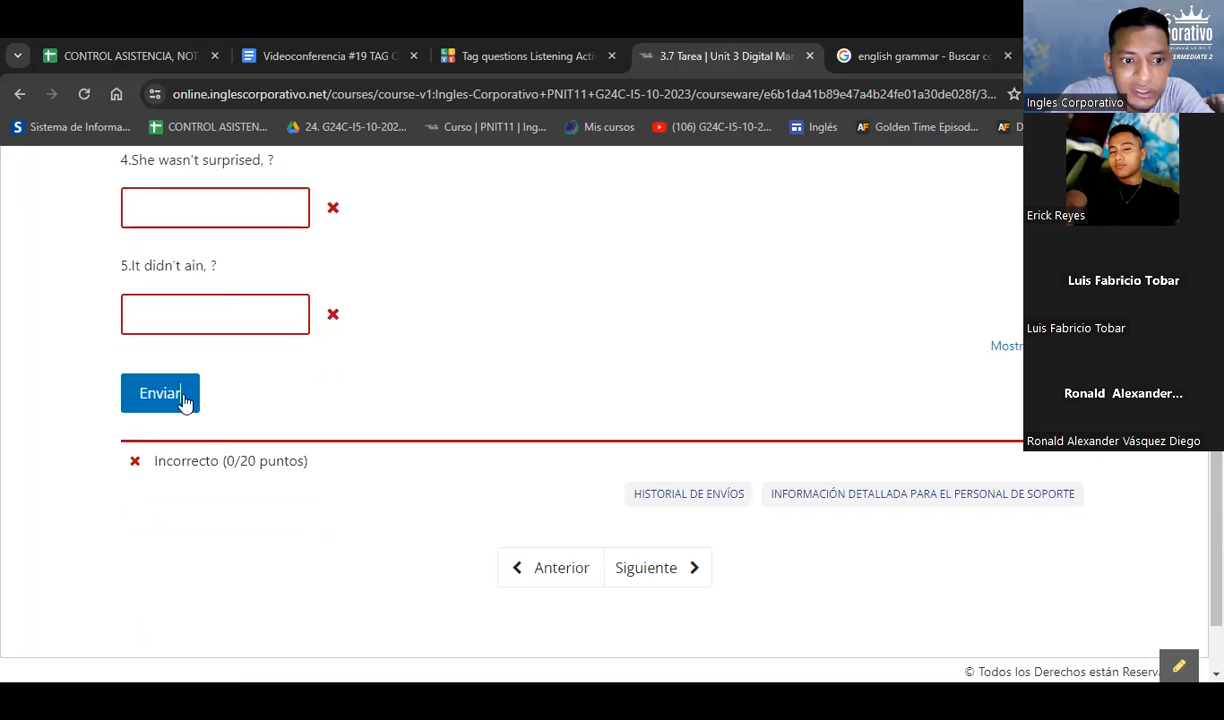 CONTROL ASISTENCIA, NOT
Videoconferencia #19 TAG C
Tag questions Listening Acti
3.7 Tarea | Unit 3 Digital Mar
english grammar - Buscar co
online.inglescorporativo.net/courses/course-v1:Ingles-Corporativo+PNIT11+G24C-I5-10-2023/courseware/e6b1da41b89e47a4b24fe01a30de028f/3...
Sistema de Informa...
CONTROL ASISTEN...
24. G24C-I5-10-202...
Curso | PNIT11 | Ing...
Mis cursos
(106) G24C-I5-10-2...
Inglés
Golden Time Episod...
4.She wasn't surprised, ?
5.It didn´t ain, ?
Mostr
Enviar
Incorrecto (0/20 puntos)
HISTORIAL DE ENVÍOS
INFORMACIÓN DETALLADA PARA EL PERSONAL DE SOPORTE
Anterior
Siguiente
© Todos los Derechos están Reserva
Ingles Corporativo
Erick Reyes
Luis Fabricio Tobar
Luis Fabricio Tobar
Ronald Alexander...
Ronald Alexander Vásquez Diego